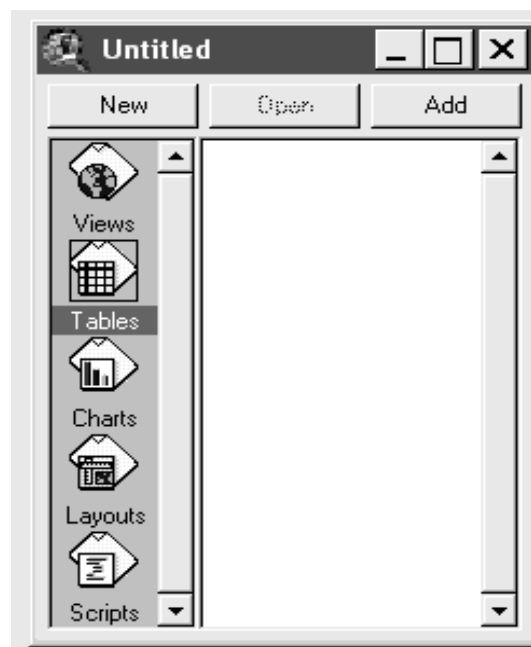 Untitled
New Open Add
Views
Tables
Charts
Layouts
Scripts